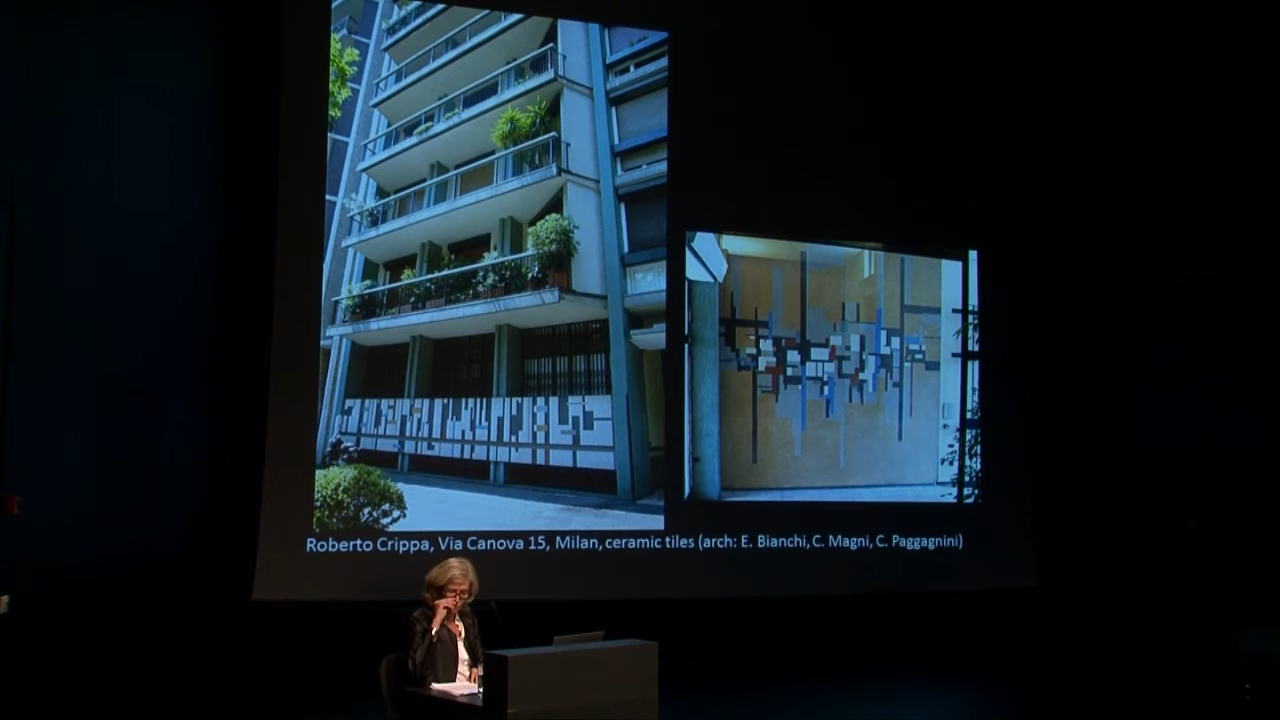 Roberto Crippa, Via Canova 15, Milan, ceramic tiles (arch: E. Bianchi, C. Magni, C. Paggagnini)